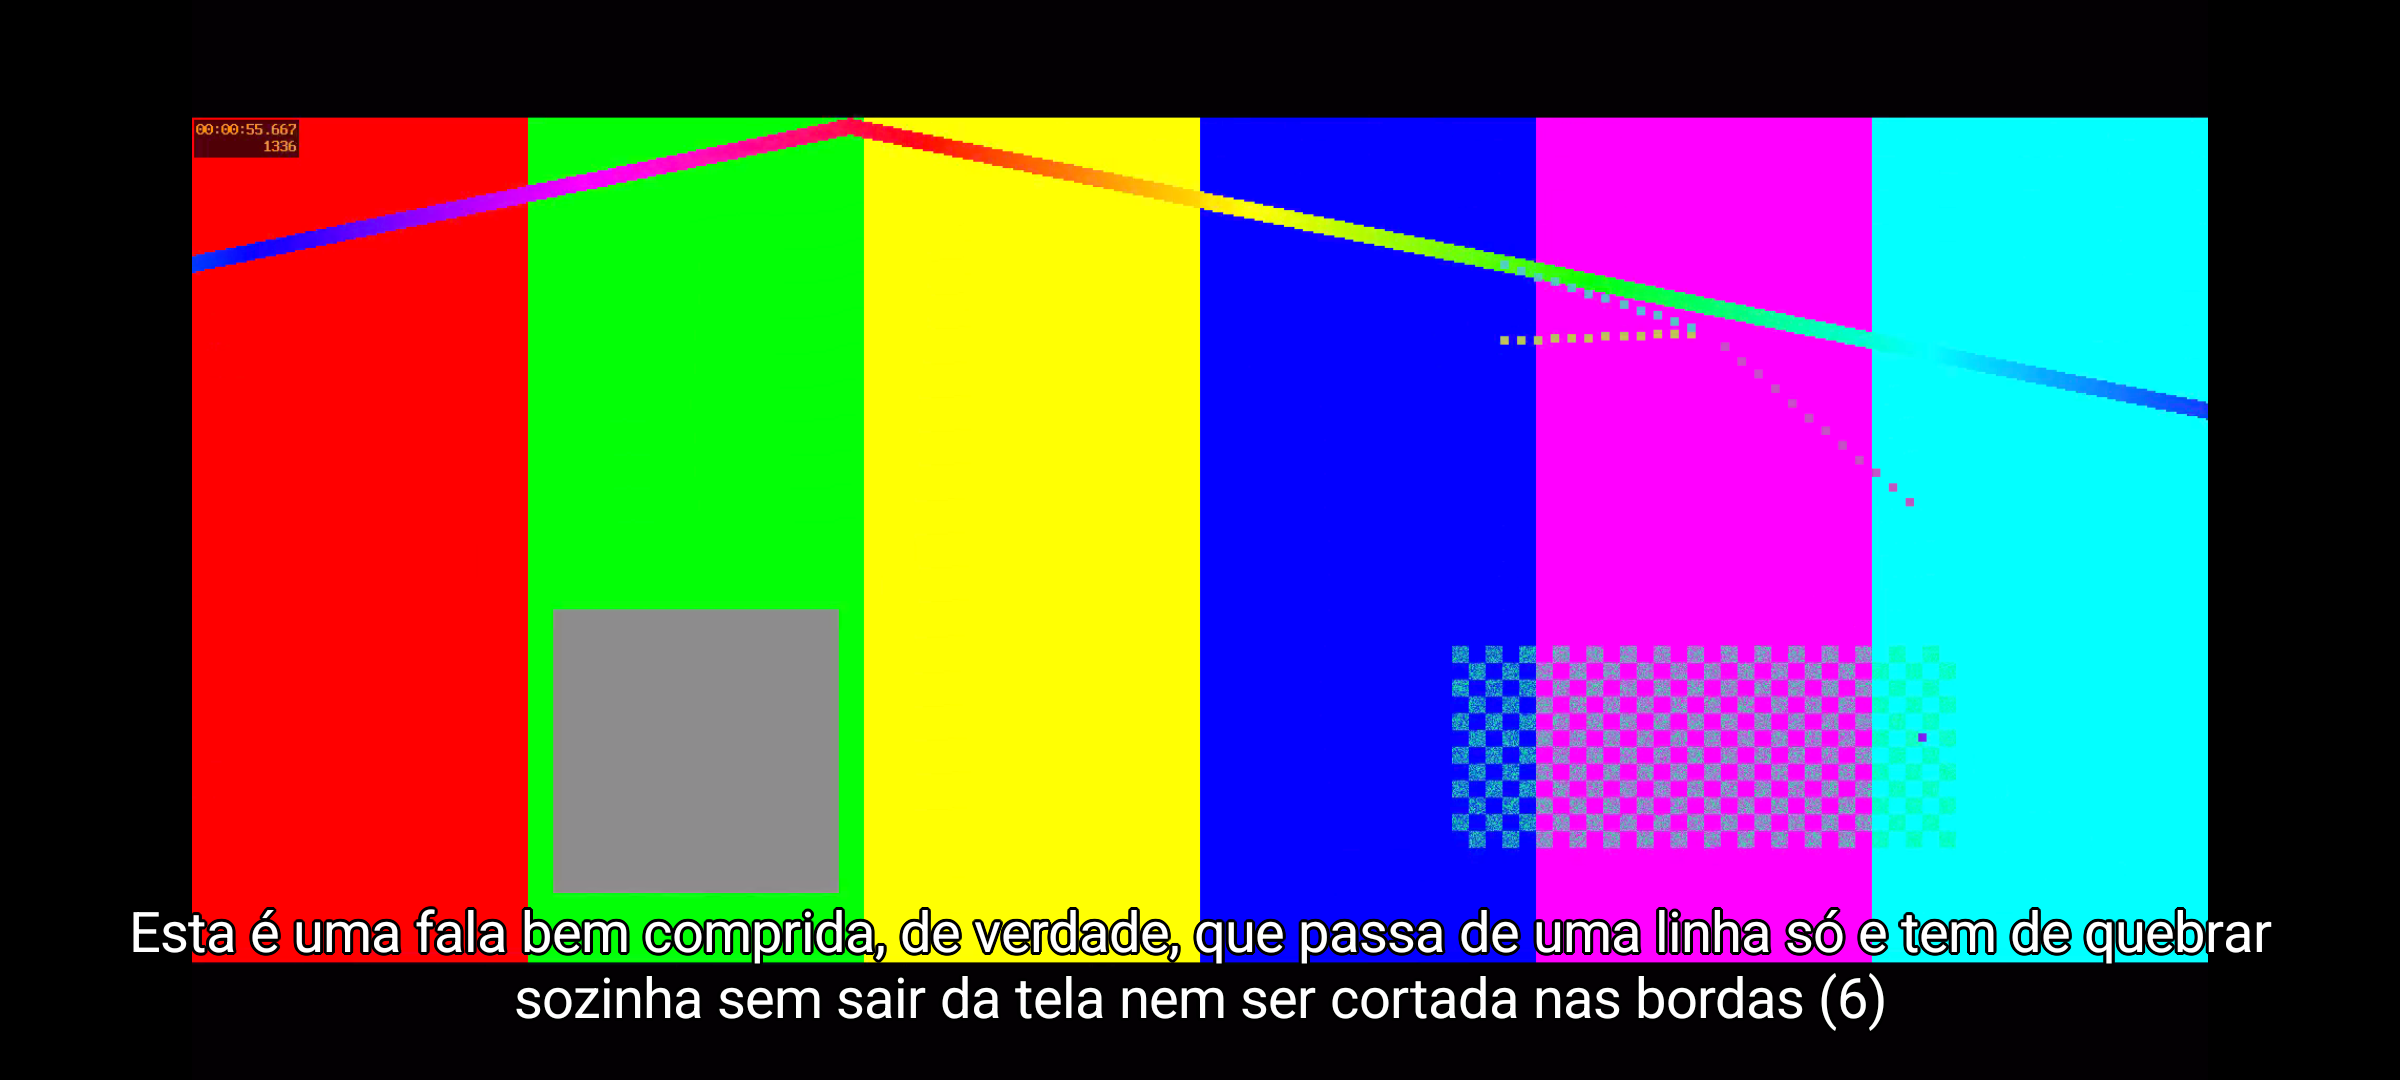 00:00:55.667
1336
Esta é uma fala bem comprida, de verdade, que passa de uma linha só e tem de quebrar
sozinha sem sair da tela nem ser cortada nas bordas (6)